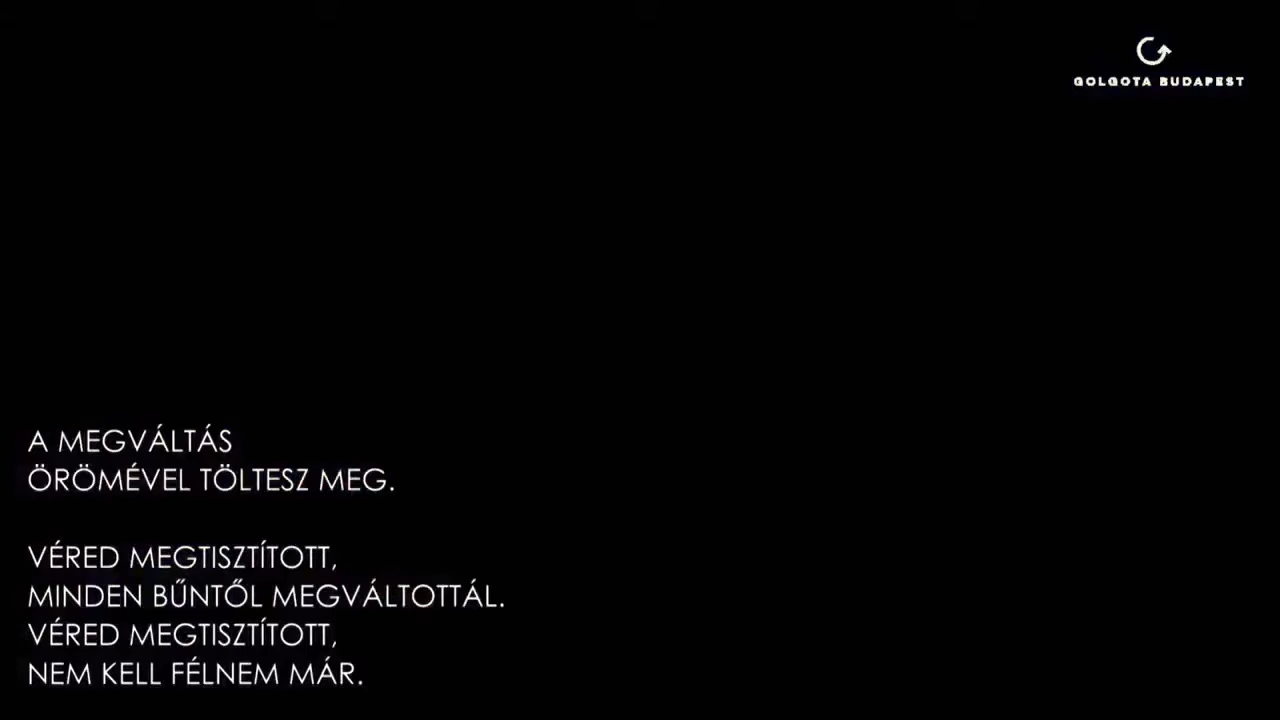 GOLGOTA BUDAPEST
A MEGVÁLTÁS
ÖRÖMÉVEL TÖLTESZ MEG.
VÉRED MEGTISZTÍTOTT,
MINDEN BŰNTŐL MEGVÁLTOTTÁL.
VÉRED MEGTISZTÍTOTT,
NEM KELL FÉLNEM MÁR.